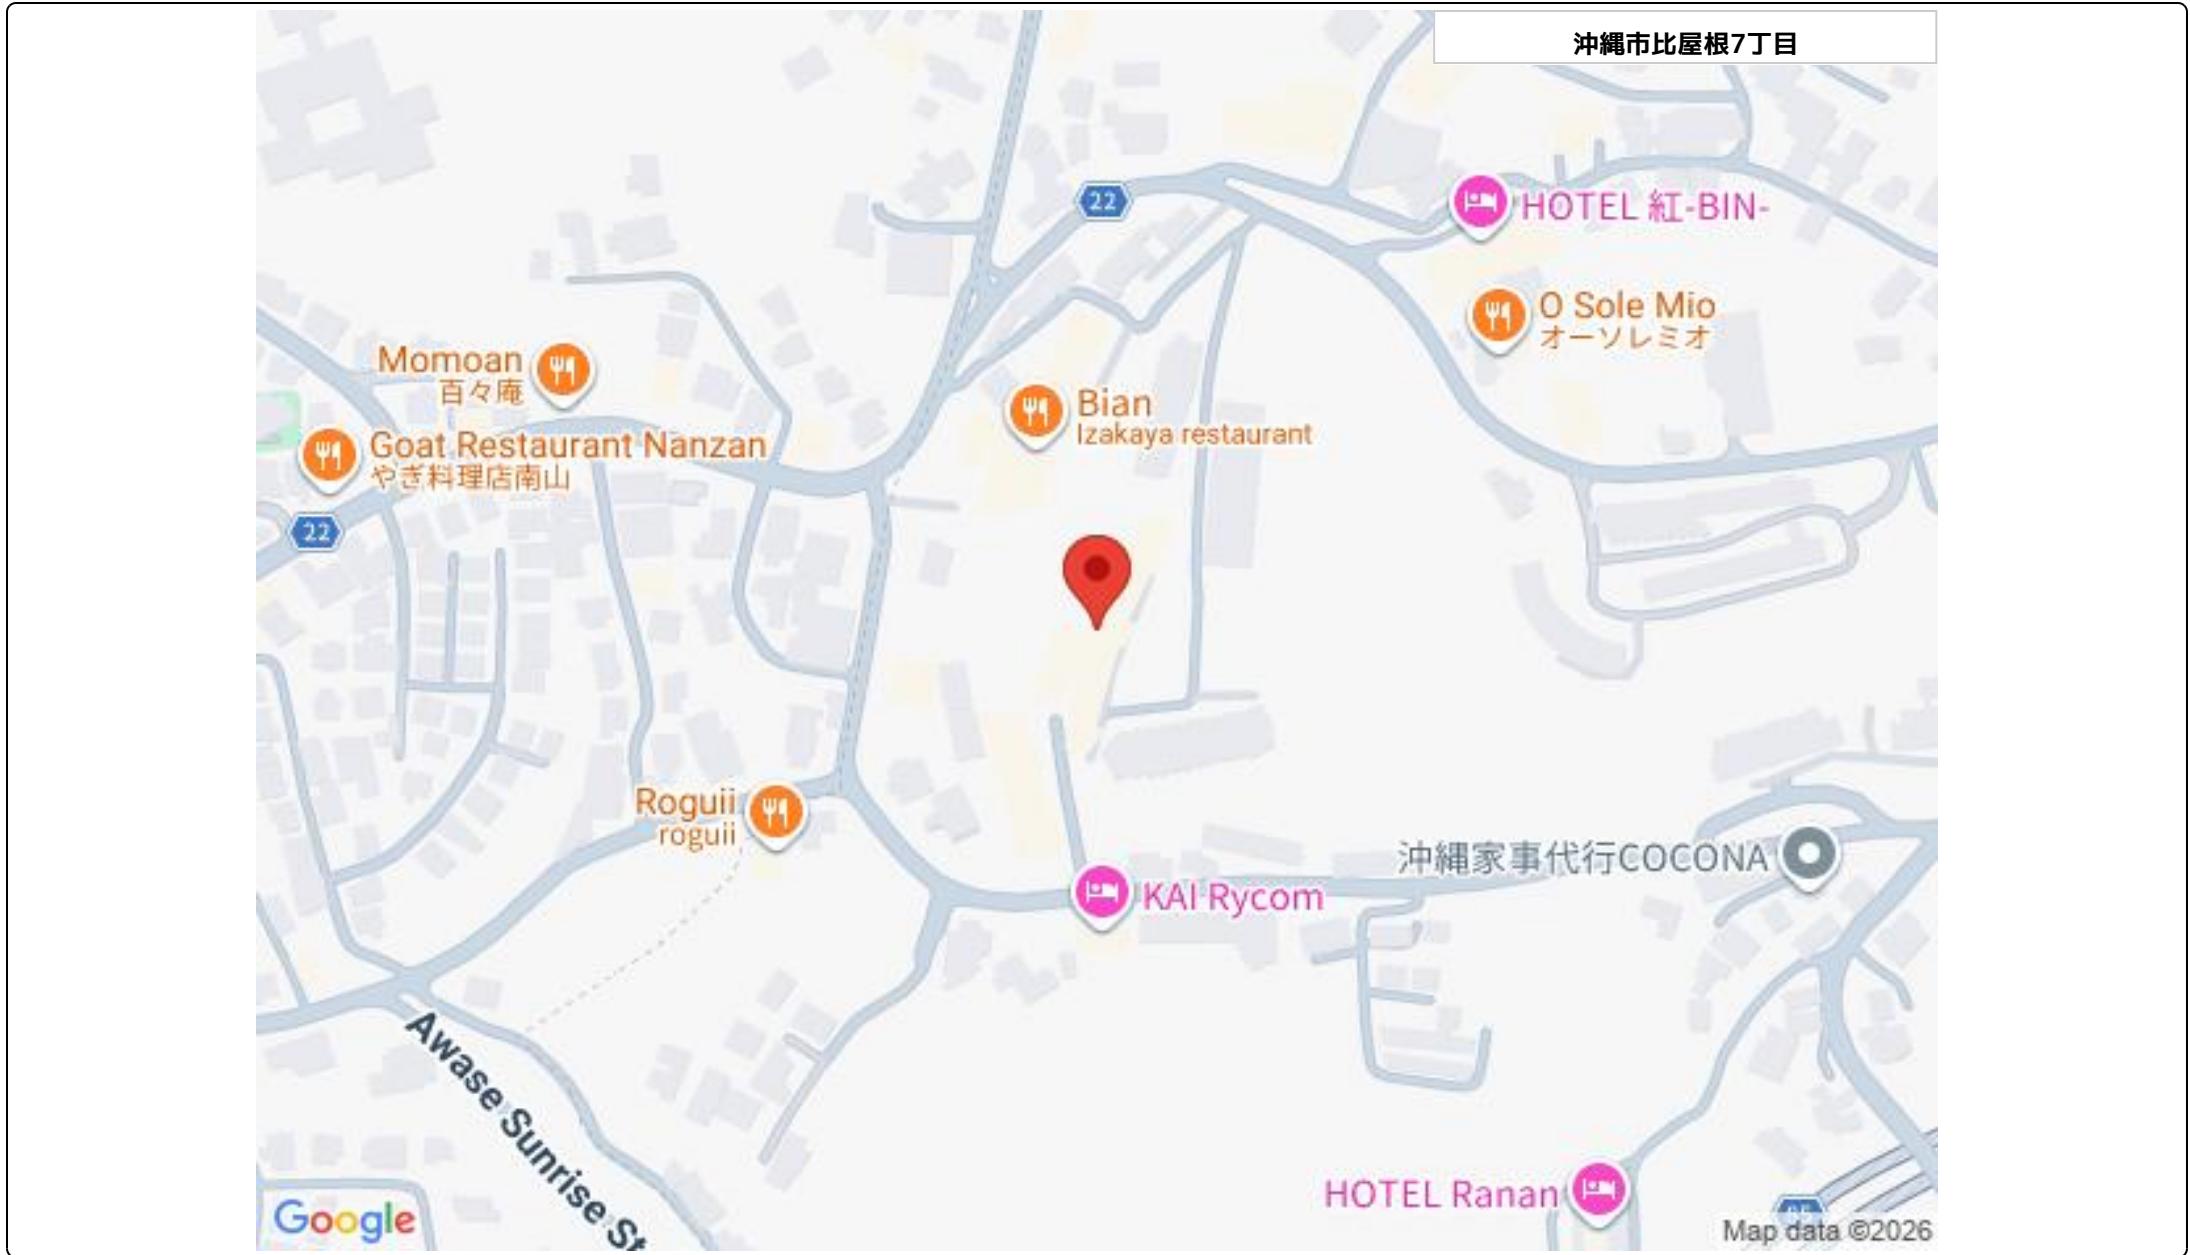 沖縄市比屋根7丁目
22
HOTEL 紅-BIN-
O Sole Mio
オーソレミオ
Momoan
百々庵
Bian
Izakaya restaurant
Goat Restaurant Nanzan
やぎ料理店南山
22
Roguii
roguii
沖縄家事代行COCONA
KAI Rycom
Awase Sunrise St
HOTEL Ranan
Google
Map data ©2026